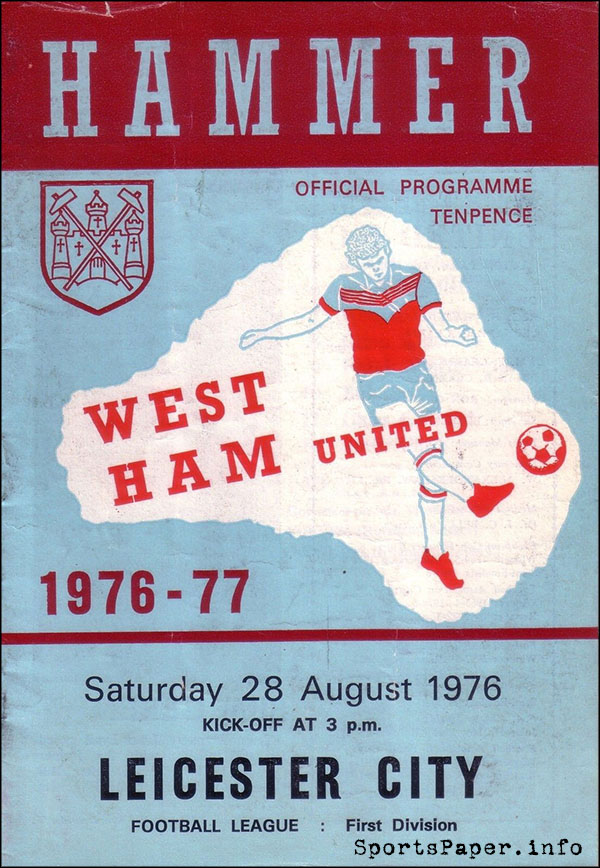 HAMMER
OFFICIAL PROGRAMME
TENPENCE
WEST
HAM UNITED
1976-77
Saturday 28 August 1976
KICK-OFF AT 3 p.m.
LEICESTER CITY
FOOTBALL LEAGUE : First Division
SportsPaper.info